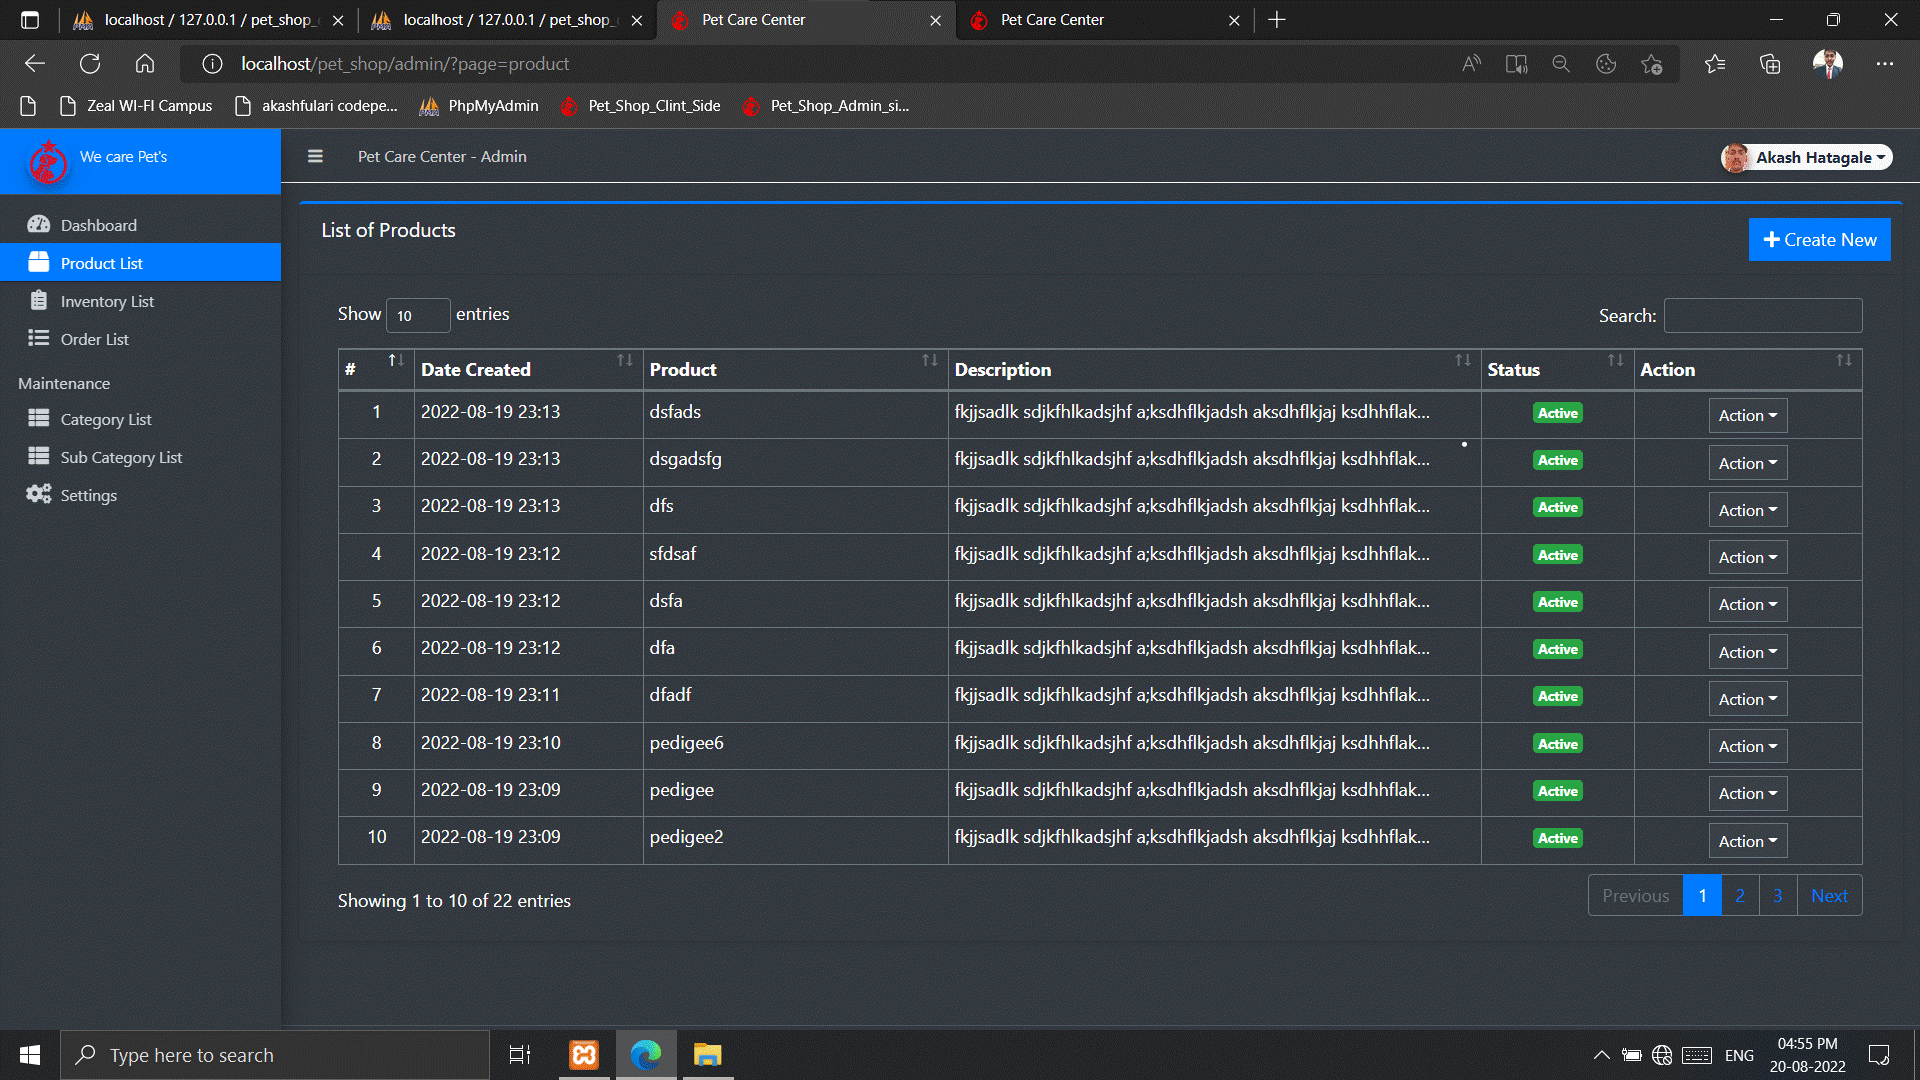 localhost / 127.0.0.1 / pet_shop_
localhost / 127.0.0.1 / pet_shop_
Pet Care Center
Pet Care Center
localhost/pet_shop/admin/?page=product
Zeal WI-FI Campus
akashfulari codepe...
PhpMyAdmin
Pet_Shop_Clint_Side
Pet_Shop_Admin_si...
We care Pet's
Pet Care Center - Admin
Akash Hatagale
Dashboard
Product List
Inventory List
Order List
Maintenance
Category List
Sub Category List
Settings
List of Products
Create New
Show 10 entries
Search:
# Date Created Product Description Status Action
1 2022-08-19 23:13 dsfads fkjjsadlk sdjkfhlkadsjhf a;ksdhflkjadsh aksdhflkjaj ksdhhflak... Active Action
2 2022-08-19 23:13 dsgadsfg fkjjsadlk sdjkfhlkadsjhf a;ksdhflkjadsh aksdhflkjaj ksdhhflak... Active Action
3 2022-08-19 23:13 dfs fkjjsadlk sdjkfhlkadsjhf a;ksdhflkjadsh aksdhflkjaj ksdhhflak... Active Action
4 2022-08-19 23:12 sfdsaf fkjjsadlk sdjkfhlkadsjhf a;ksdhflkjadsh aksdhflkjaj ksdhhflak... Active Action
5 2022-08-19 23:12 dsfa fkjjsadlk sdjkfhlkadsjhf a;ksdhflkjadsh aksdhflkjaj ksdhhflak... Active Action
6 2022-08-19 23:12 dfa fkjjsadlk sdjkfhlkadsjhf a;ksdhflkjadsh aksdhflkjaj ksdhhflak... Active Action
7 2022-08-19 23:11 dfadf fkjjsadlk sdjkfhlkadsjhf a;ksdhflkjadsh aksdhflkjaj ksdhhflak... Active Action
8 2022-08-19 23:10 pedigee6 fkjjsadlk sdjkfhlkadsjhf a;ksdhflkjadsh aksdhflkjaj ksdhhflak... Active Action
9 2022-08-19 23:09 pedigee fkjjsadlk sdjkfhlkadsjhf a;ksdhflkjadsh aksdhflkjaj ksdhhflak... Active Action
10 2022-08-19 23:09 pedigee2 fkjjsadlk sdjkfhlkadsjhf a;ksdhflkjadsh aksdhflkjaj ksdhhflak... Active Action
Showing 1 to 10 of 22 entries
Previous 1 2 3 Next
Type here to search
ENG
04:55 PM
20-08-2022